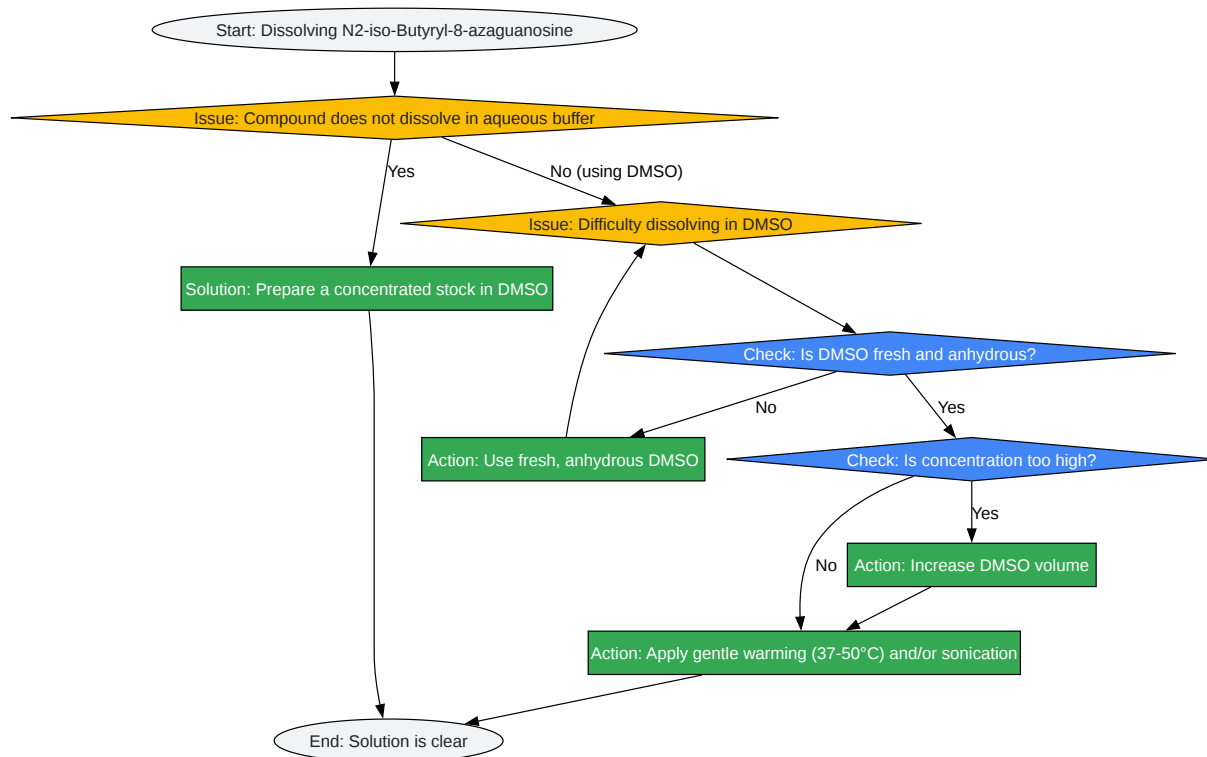 Start: Dissolving N2-iso-Butyryl-8-azaguanosine
Issue: Compound does not dissolve in aqueous buffer
Yes
No (using DMSO)
Issue: Difficulty dissolving in DMSO
Solution: Prepare a concentrated stock in DMSO
Check: Is DMSO fresh and anhydrous?
No
Yes
Action: Use fresh, anhydrous DMSO
Check: Is concentration too high?
Yes
No
Action: Increase DMSO volume
Action: Apply gentle warming (37-50°C) and/or sonication
End: Solution is clear